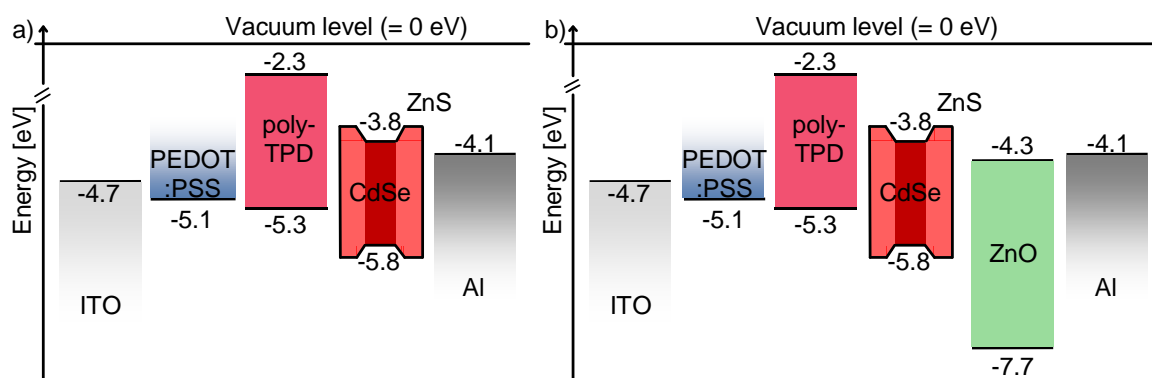 a)
Vacuum level (= 0 eV)
Energy [eV]
-2.3
ZnS
poly-
TPD
-3.8
-4.1
PEDOT
:PSS
-4.7
CdSe
-5.1
-5.3
-5.8
ITO
Al
b)
Vacuum level (= 0 eV)
Energy [eV]
-2.3
ZnS
poly-
TPD
-3.8
-4.3
-4.1
PEDOT
:PSS
-4.7
CdSe
-5.1
-5.3
-5.8
ZnO
ITO
Al
-7.7